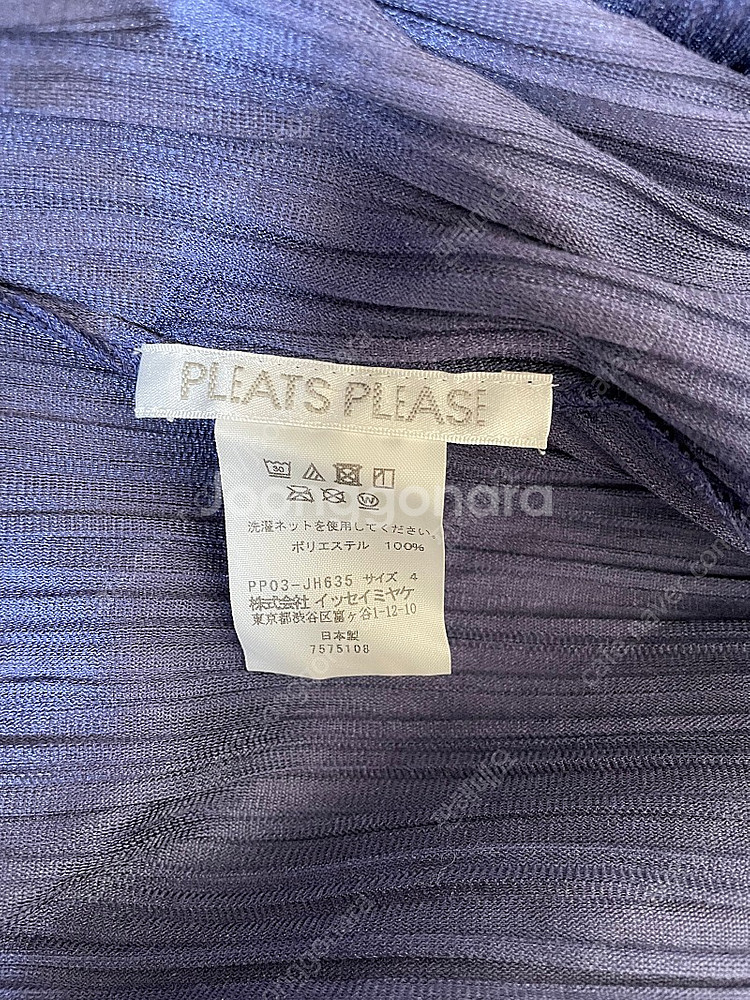 PLEATS PLEASE
30
W
Joonggonara
洗濯ネットを使用してください。
ポリエステル 100%
PP03-JH635 サイズ 4
株式会社 イッセイミヤケ
東京都渋谷区富ヶ谷1-12-10
日本製
7575108